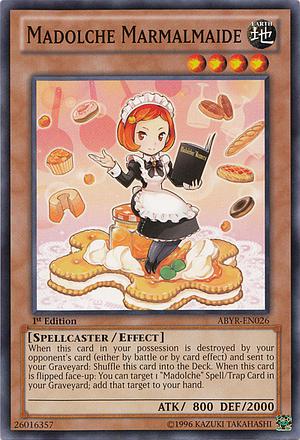 MADOLCHE MARMALMAIDE
EARTH
地
Madolche Manners
1st Edition
ABYR-EN026
[SPELLCASTER / EFFECT]
When this card in your possession is destroyed by your
opponent's card (either by battle or by card effect) and sent to
your Graveyard: Shuffle this card into the Deck. When this card
is flipped face-up: You can target 1 "Madolche" Spell/Trap Card
in your Graveyard; add that target to your hand.
ATK/ 800 DEF/2000
26016357
©1996 KAZUKI TAKAHASHI